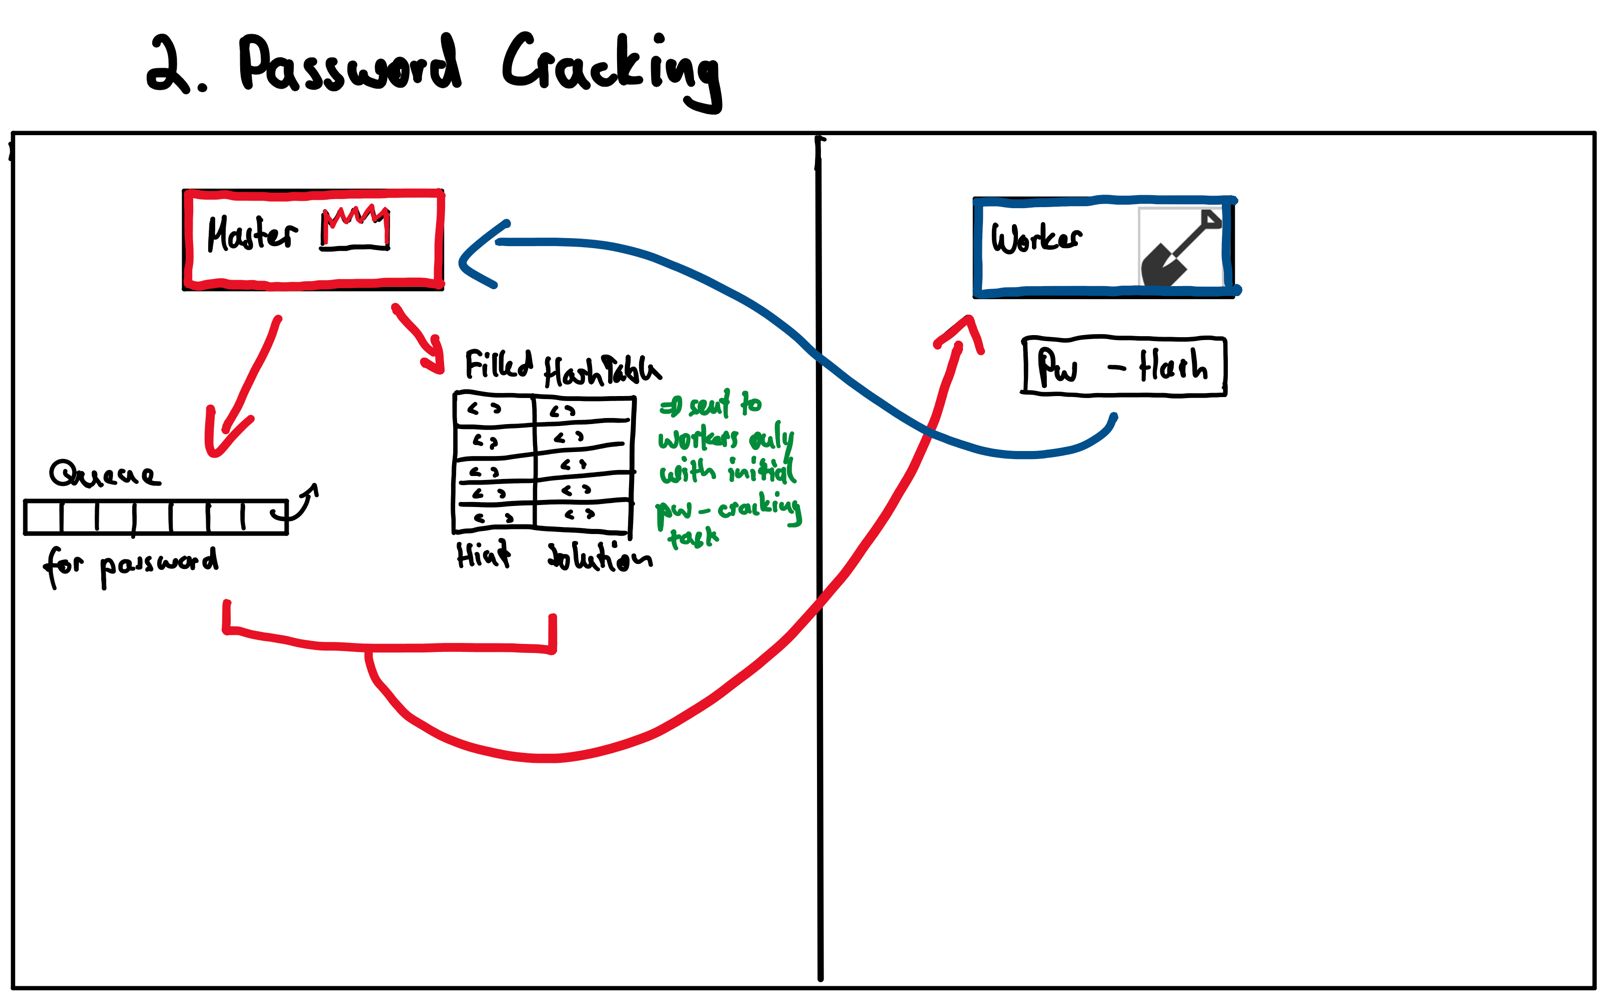 2. Password Cracking
Master
Worker
Pw - Hash
Filled HashTable
< > < >
< > < >
< > < >
< > < >
< > < >
Hint Solution
=> sent to
workers only
with initial
pw - cracking
task
Queue
for password